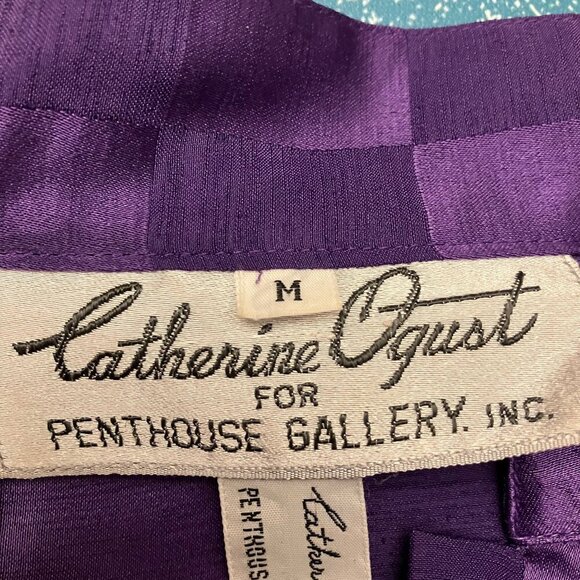 M
Catherine Ogust
FOR
PENTHOUSE GALLERY. INC.